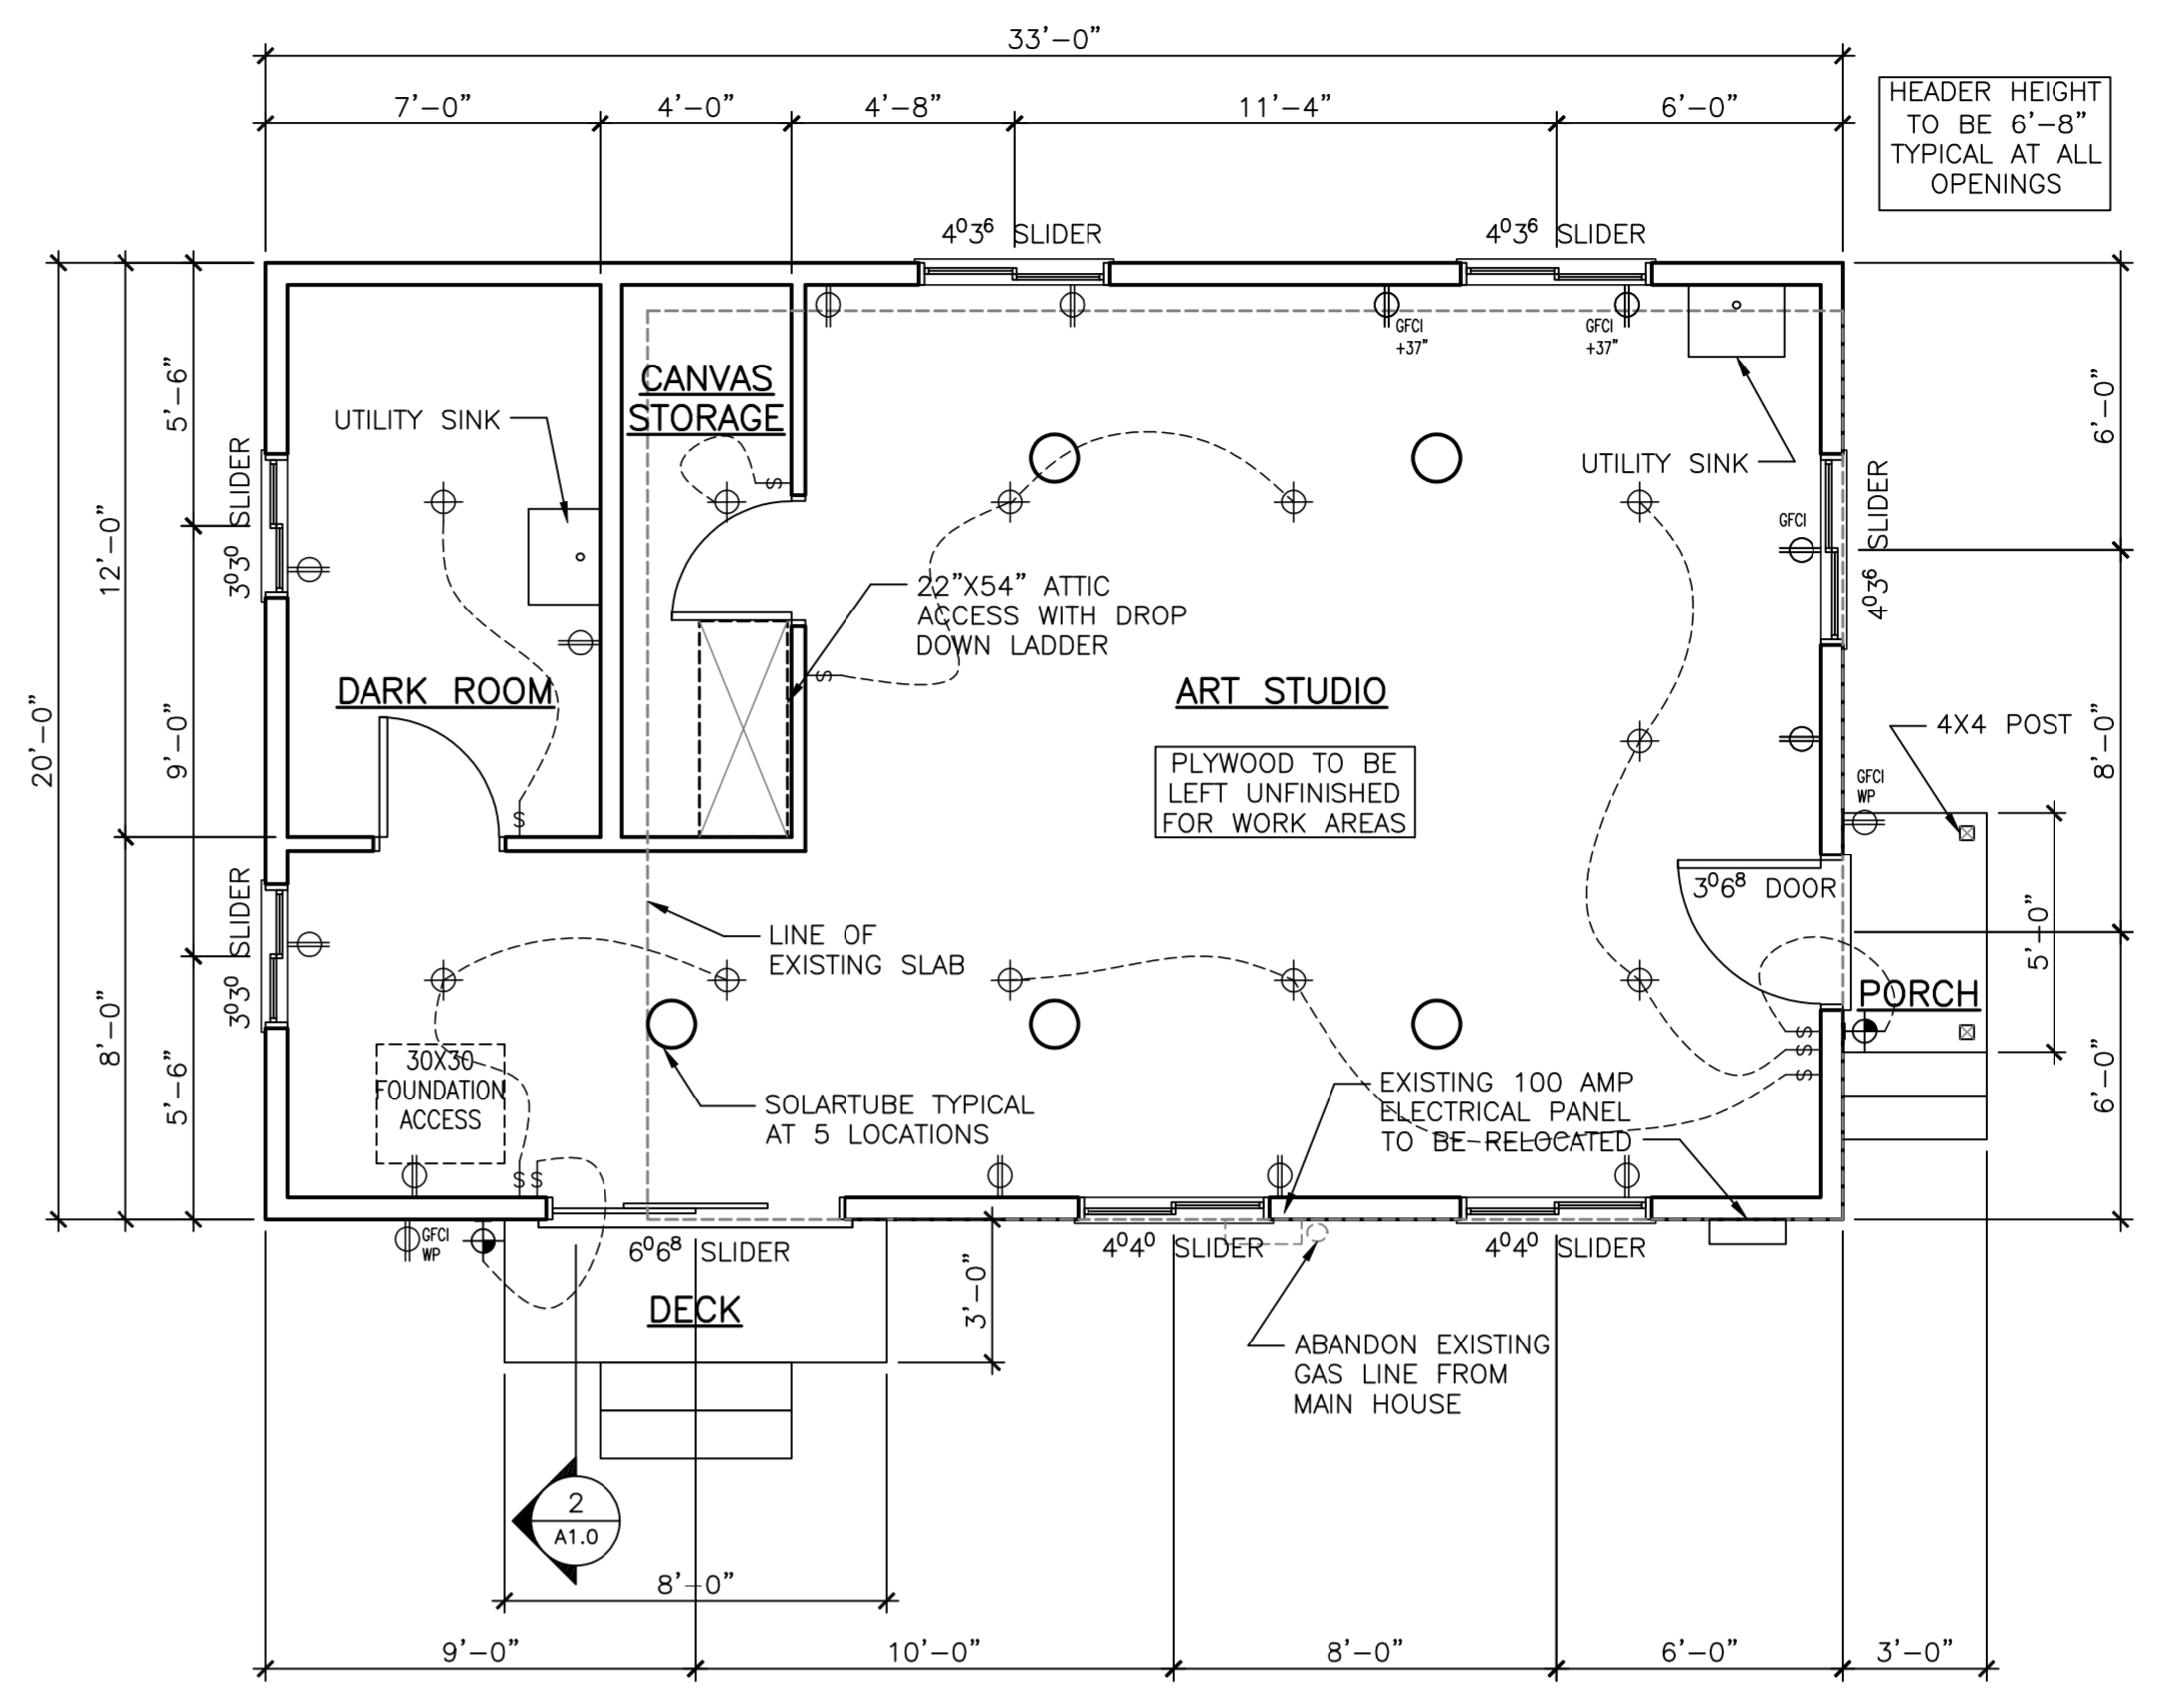 33'-0"
7'-0"
4'-0"
4'-8"
11'-4"
6'-0"
HEADER HEIGHT
TO BE 6'-8"
TYPICAL AT ALL
OPENINGS
4⁰3⁶ SLIDER
4⁰3⁶ SLIDER
GFCI
+37"
GFCI
+37"
5'-6"
12'-0"
20'-0"
9'-0"
8'-0"
5'-6"
3⁰3⁰ SLIDER
3⁰3⁰ SLIDER
UTILITY SINK
CANVAS
STORAGE
S
UTILITY SINK
GFCI
4⁰3⁶ SLIDER
6'-0"
22"X54" ATTIC
ACCESS WITH DROP
DOWN LADDER
S
DARK ROOM
S
ART STUDIO
PLYWOOD TO BE
LEFT UNFINISHED
FOR WORK AREAS
4X4 POST
8'-0"
GFCI
WP
3⁰6⁸ DOOR
5'-0"
PORCH
S
S
S
6'-0"
LINE OF
EXISTING SLAB
30X30
FOUNDATION
ACCESS
SOLARTUBE TYPICAL
AT 5 LOCATIONS
EXISTING 100 AMP
ELECTRICAL PANEL
TO BE RELOCATED
S S
GFCI
WP
6⁰6⁸ SLIDER
4⁰4⁰ SLIDER
4⁰4⁰ SLIDER
DECK
3'-0"
ABANDON EXISTING
GAS LINE FROM
MAIN HOUSE
2
A1.0
8'-0"
9'-0"
10'-0"
8'-0"
6'-0"
3'-0"